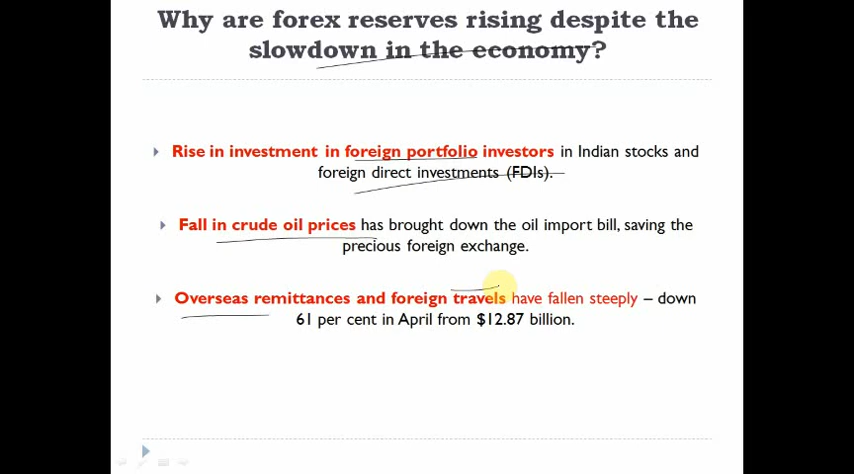 Why are forex reserves rising despite the
slowdown in the economy?
Rise in investment in foreign portfolio investors in Indian stocks and
foreign direct investments (FDIs).
Fall in crude oil prices has brought down the oil import bill, saving the
precious foreign exchange.
Overseas remittances and foreign travels have fallen steeply – down
61 per cent in April from $12.87 billion.